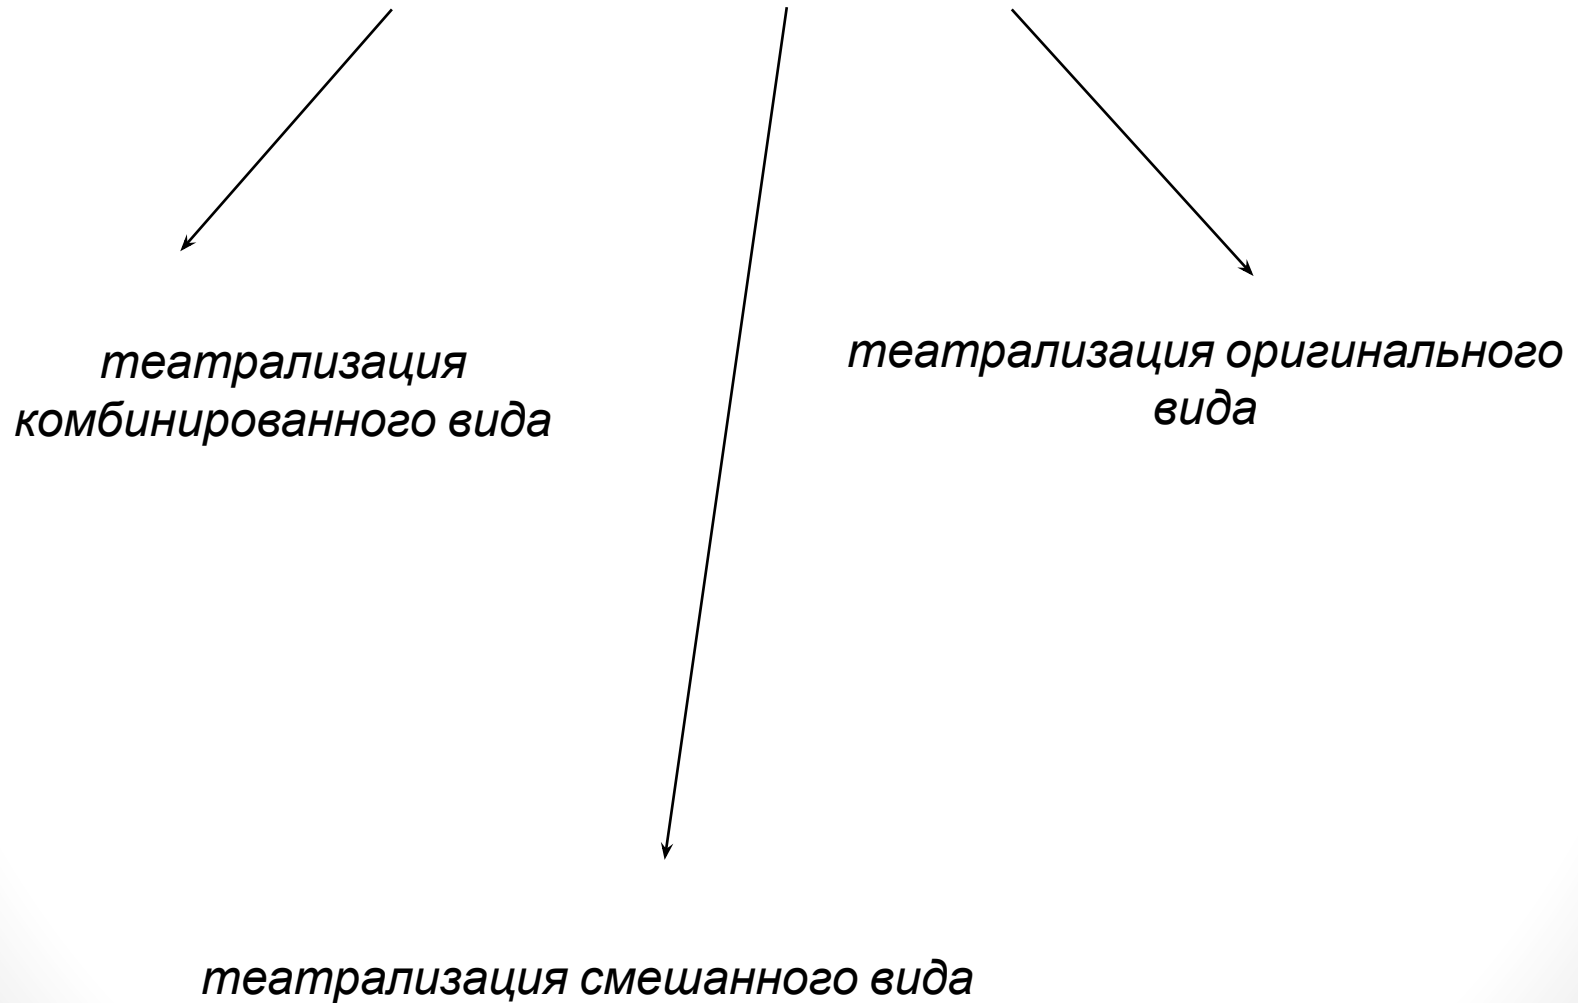 театрализация
комбинированного вида
театрализация оригинального
вида
театрализация смешанного вида